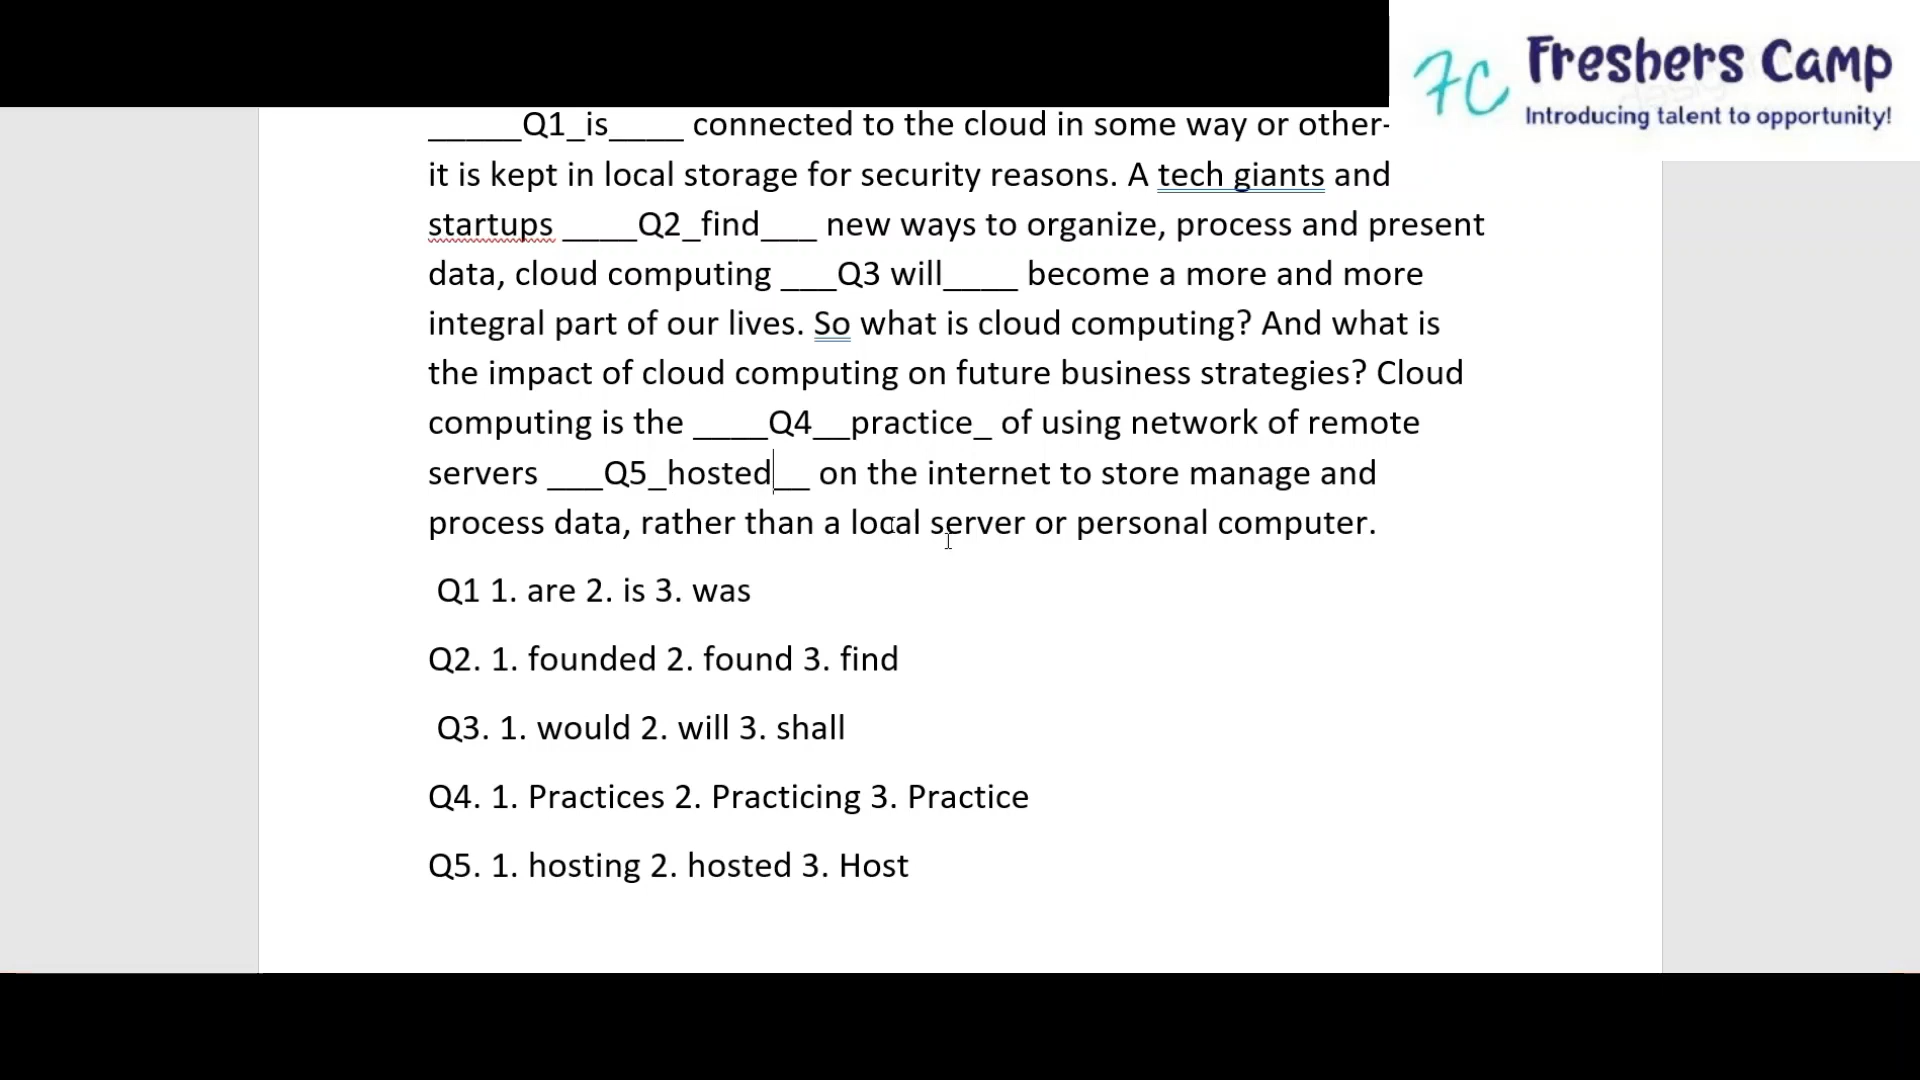 FC Freshers Camp
Introducing talent to opportunity!
_____Q1_is____ connected to the cloud in some way or other-
it is kept in local storage for security reasons. A tech giants and
startups ____Q2_find___ new ways to organize, process and present
data, cloud computing ___Q3 will____ become a more and more
integral part of our lives. So what is cloud computing? And what is
the impact of cloud computing on future business strategies? Cloud
computing is the ____Q4__practice_ of using network of remote
servers ___Q5_hosted__ on the internet to store manage and
process data, rather than a local server or personal computer.
Q1 1. are 2. is 3. was
Q2. 1. founded 2. found 3. find
Q3. 1. would 2. will 3. shall
Q4. 1. Practices 2. Practicing 3. Practice
Q5. 1. hosting 2. hosted 3. Host